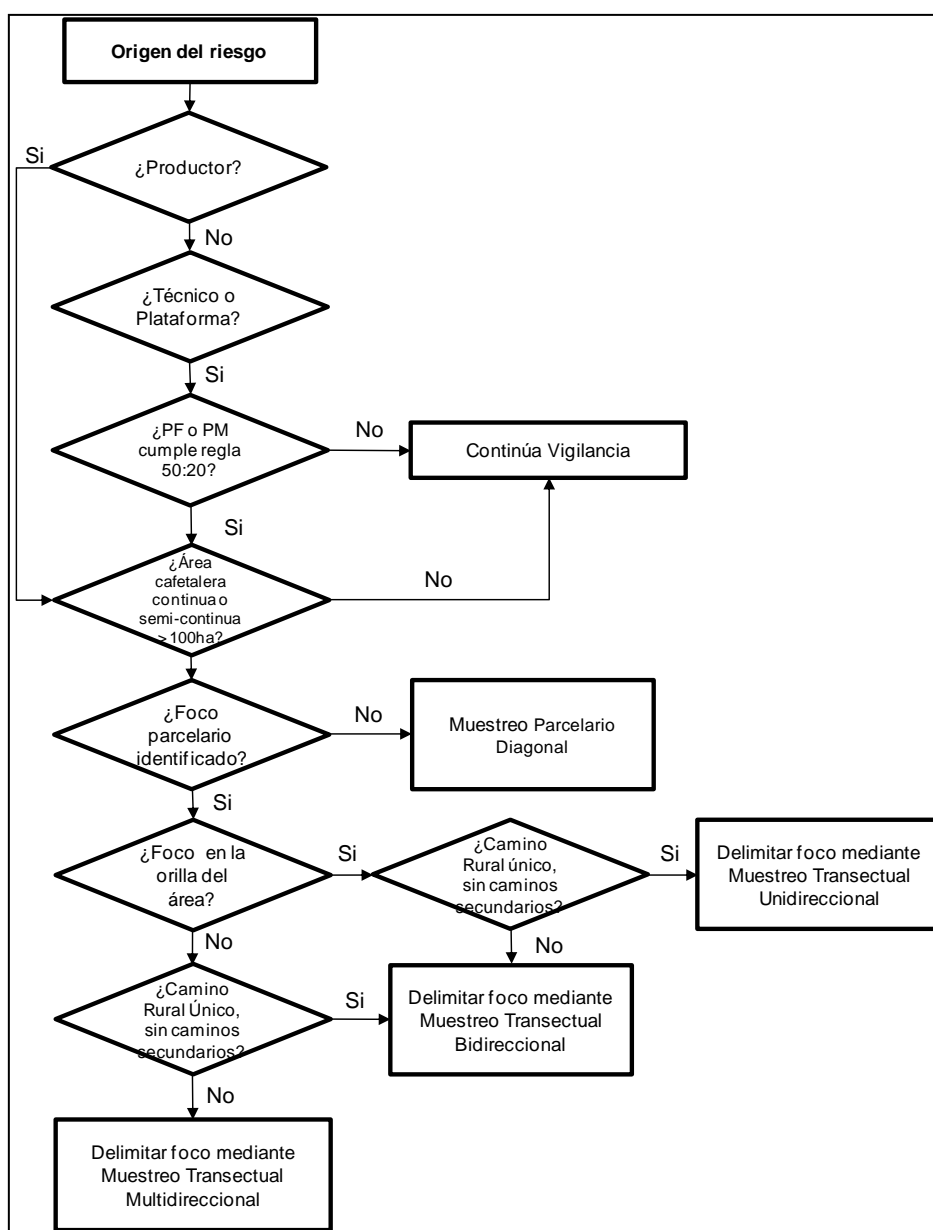 Origen del riesgo
Si
¿Productor?
No
¿Técnico o
Plataforma?
Si
¿PF o PM
cumple regla
50:20?
No
Continúa Vigilancia
Si
¿Área
cafetalera
continua o
semi-continua
>100ha?
No
¿Foco
parcelario
identificado?
No
Muestreo Parcelario
Diagonal
Si
¿Foco en la
orilla del
área?
Si
¿Camino
Rural único,
sin caminos
secundarios?
Si
Delimitar foco mediante
Muestreo Transectual
Unidireccional
No
No
¿Camino
Rural Único,
sin caminos
secundarios?
Si
Delimitar foco mediante
Muestreo Transectual
Bidireccional
No
Delimitar foco mediante
Muestreo Transectual
Multidireccional